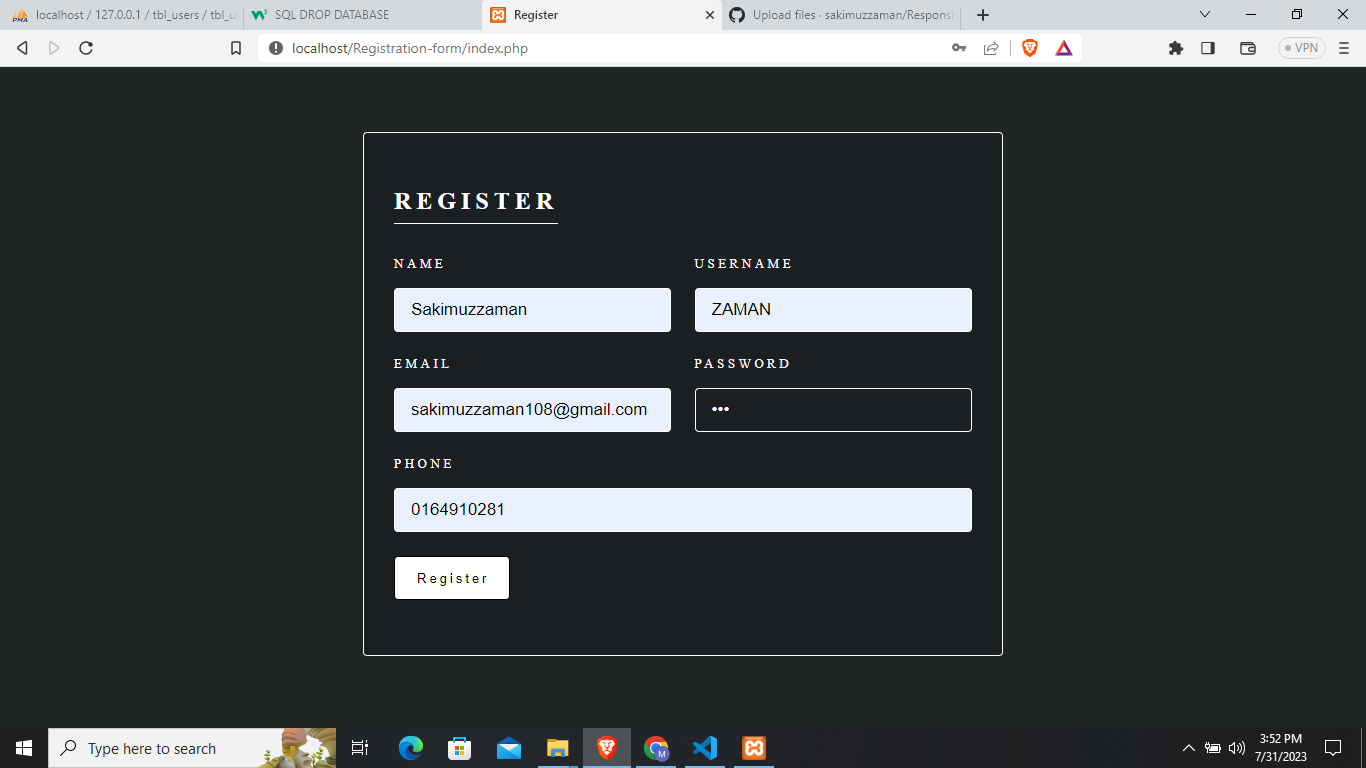 localhost / 127.0.0.1 / tbl_users / tbl_u
SQL DROP DATABASE
Register
Upload files · sakimuzzaman/Responsi
localhost/Registration-form/index.php
VPN
REGISTER
NAME
USERNAME
Sakimuzzaman
ZAMAN
EMAIL
PASSWORD
sakimuzzaman108@gmail.com
•••
PHONE
0164910281
Register
Type here to search
3:52 PM
7/31/2023